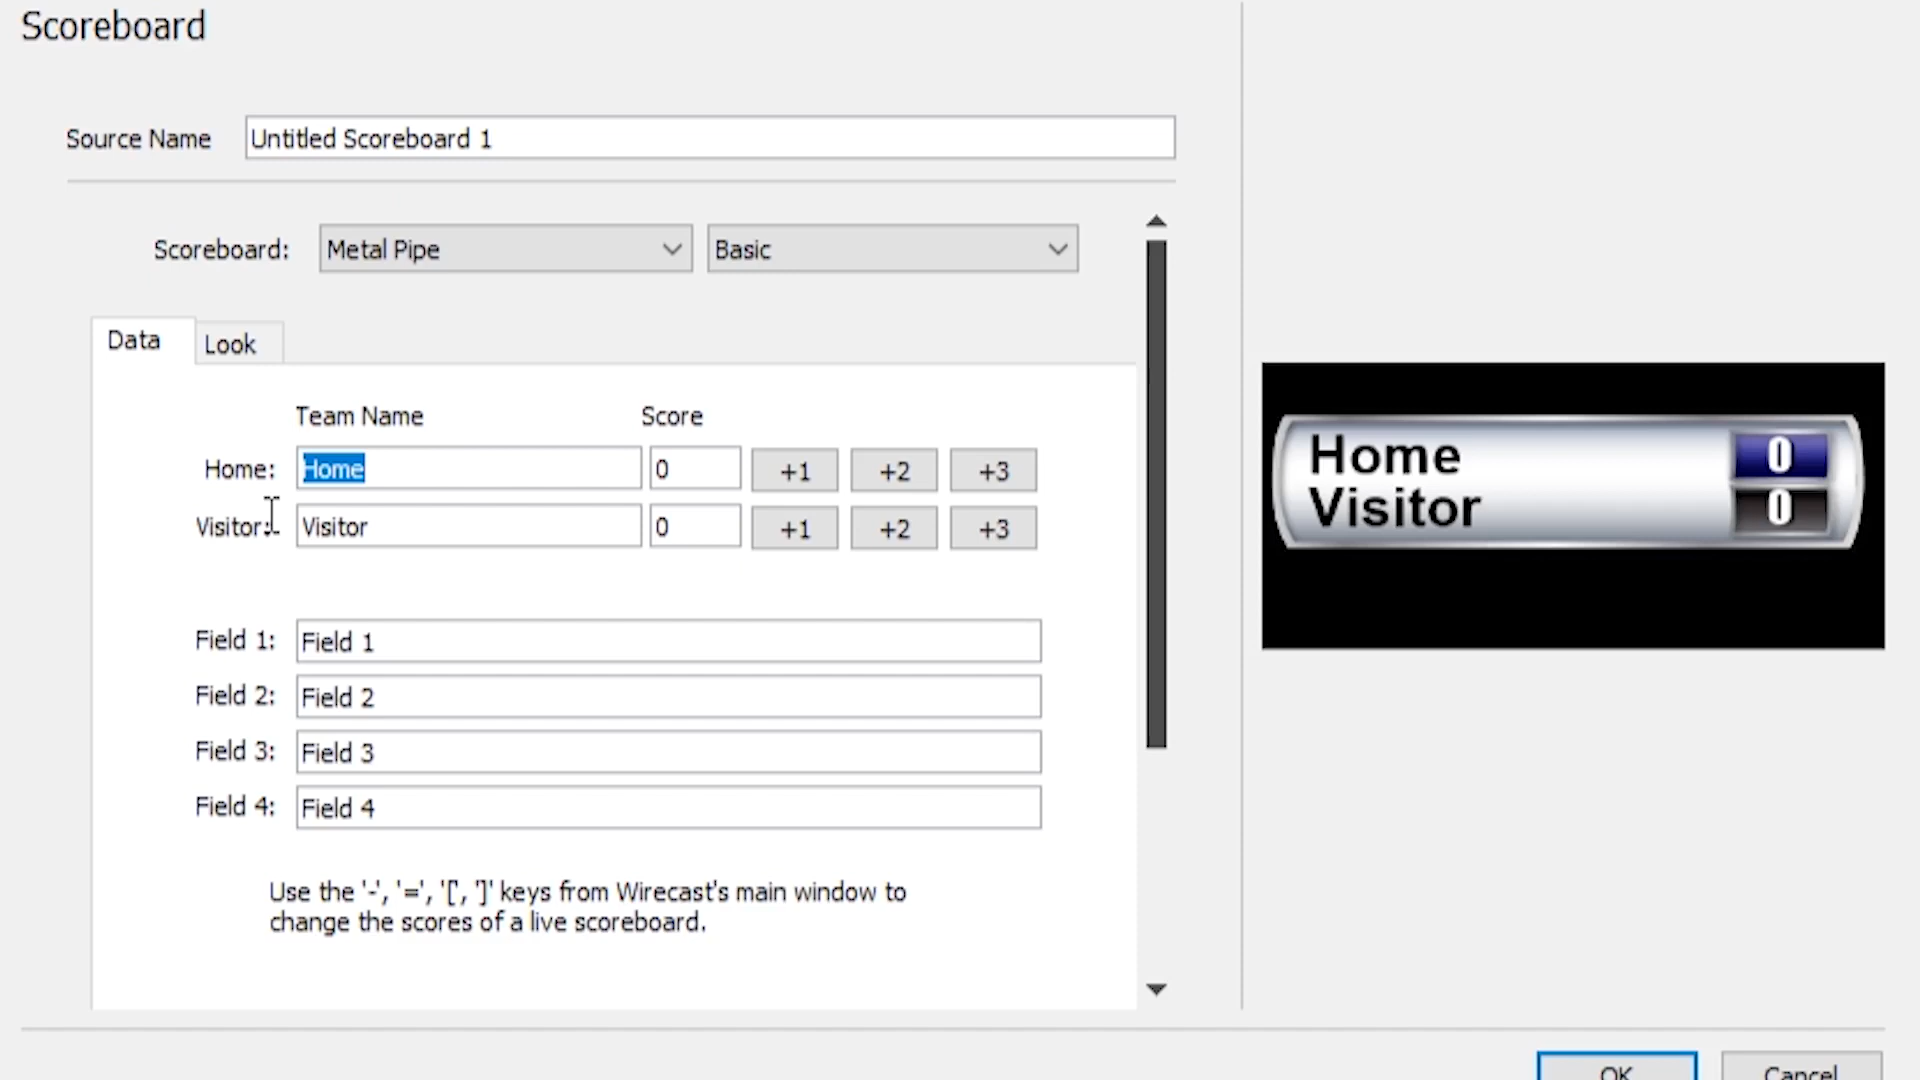 Scoreboard
Source Name Untitled Scoreboard 1
Scoreboard: Metal Pipe Basic
Data Look
Team Name Score
Home: Home 0 +1 +2 +3
Visitor: Visitor 0 +1 +2 +3
Field 1: Field 1
Field 2: Field 2
Field 3: Field 3
Field 4: Field 4
Use the '-', '=', '[', ']' keys from Wirecast's main window to
change the scores of a live scoreboard.
Home 0
Visitor 0
OK Cancel